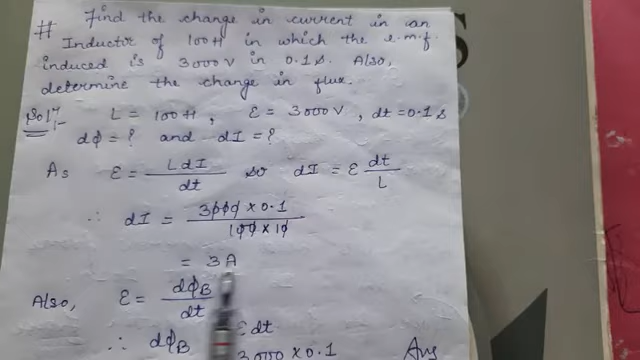 # Find the change in current in an
Inductor of 100H in which the e.m.f.
induced is 3000V in 0.1s. Also,
determine the change in flux.
Solⁿ:- L = 100H, ε = 3000V, dt = 0.1s
dϕ = ? and dI = ?
As ε = LdI/dt so dI = ε dt/L
∴ dI = 3000 × 0.1 / 100 × 10
= 3A
Also, ε = dϕB/dt
∴ dϕB εdt
3000 × 0.1 Ans
S